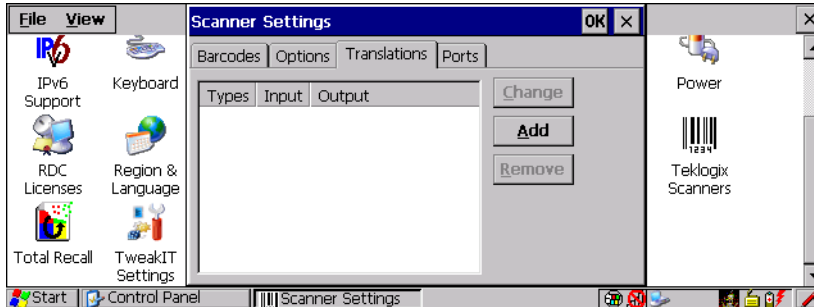 File View
Scanner Settings
OK
Barcodes Options Translations Ports
Types Input Output
Change
Add
Remove
IPv6
Support
Keyboard
RDC
Licenses
Region &
Language
Total Recall
TweakIT
Settings
Power
1234
Teklogix
Scanners
Start Control Panel Scanner Settings